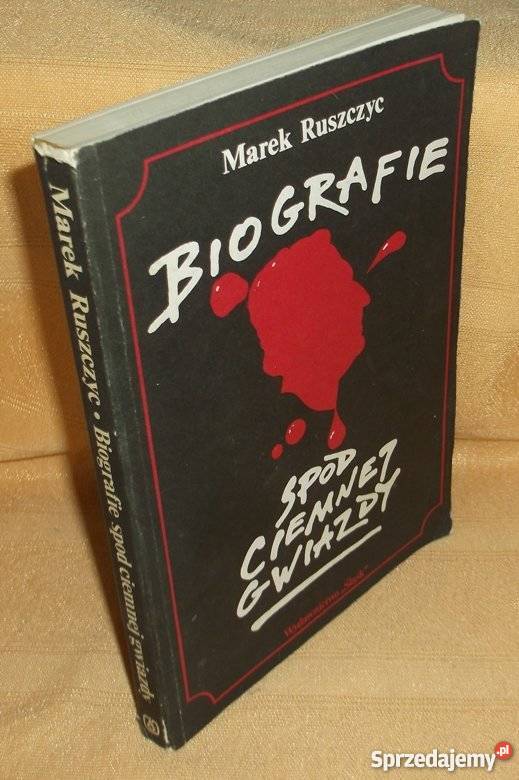 Marek Ruszczyc
BIOGRAFIE
SPOD
CIEMNEJ
GWIAZDY
Wydawnictwo „Śląsk”
Marek Ruszczyc • Biografie spod ciemnej gwiazdy
Sprzedajemy.pl